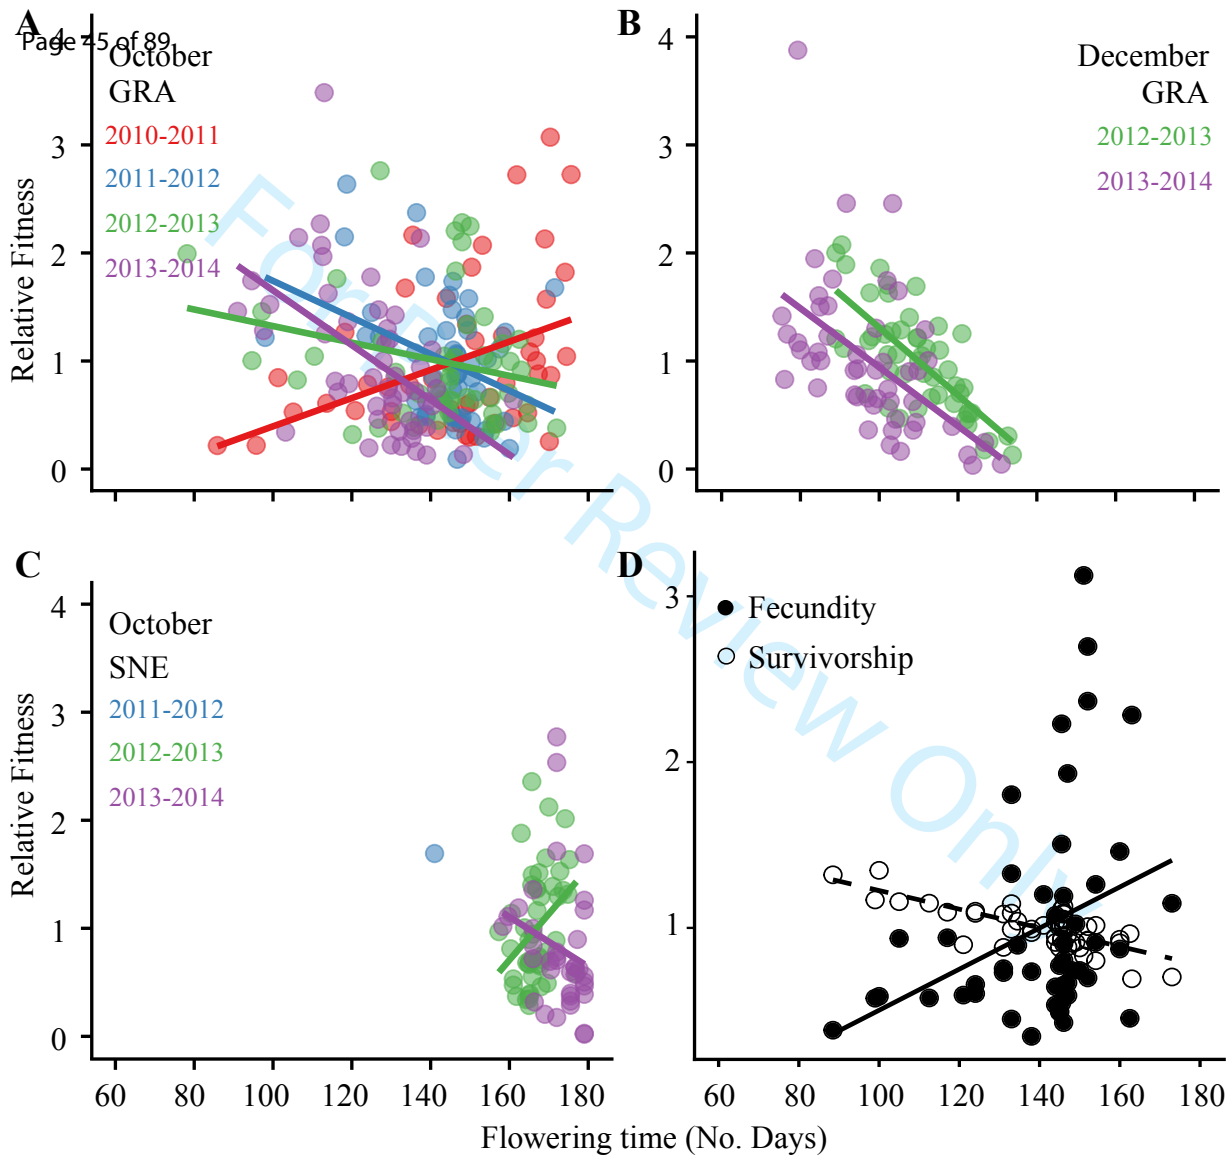 A
Page 45 of 89
October
GRA
2010-2011
2011-2012
2012-2013
2013-2014
4
3
2
1
0
Relative Fitness
B
December
GRA
2012-2013
2013-2014
4
3
2
1
0
For Peer Review Only
C
October
SNE
2011-2012
2012-2013
2013-2014
4
3
2
1
0
Relative Fitness
60 80 100 120 140 160 180
D
Fecundity
Survivorship
3
2
1
60 80 100 120 140 160 180
Flowering time (No. Days)